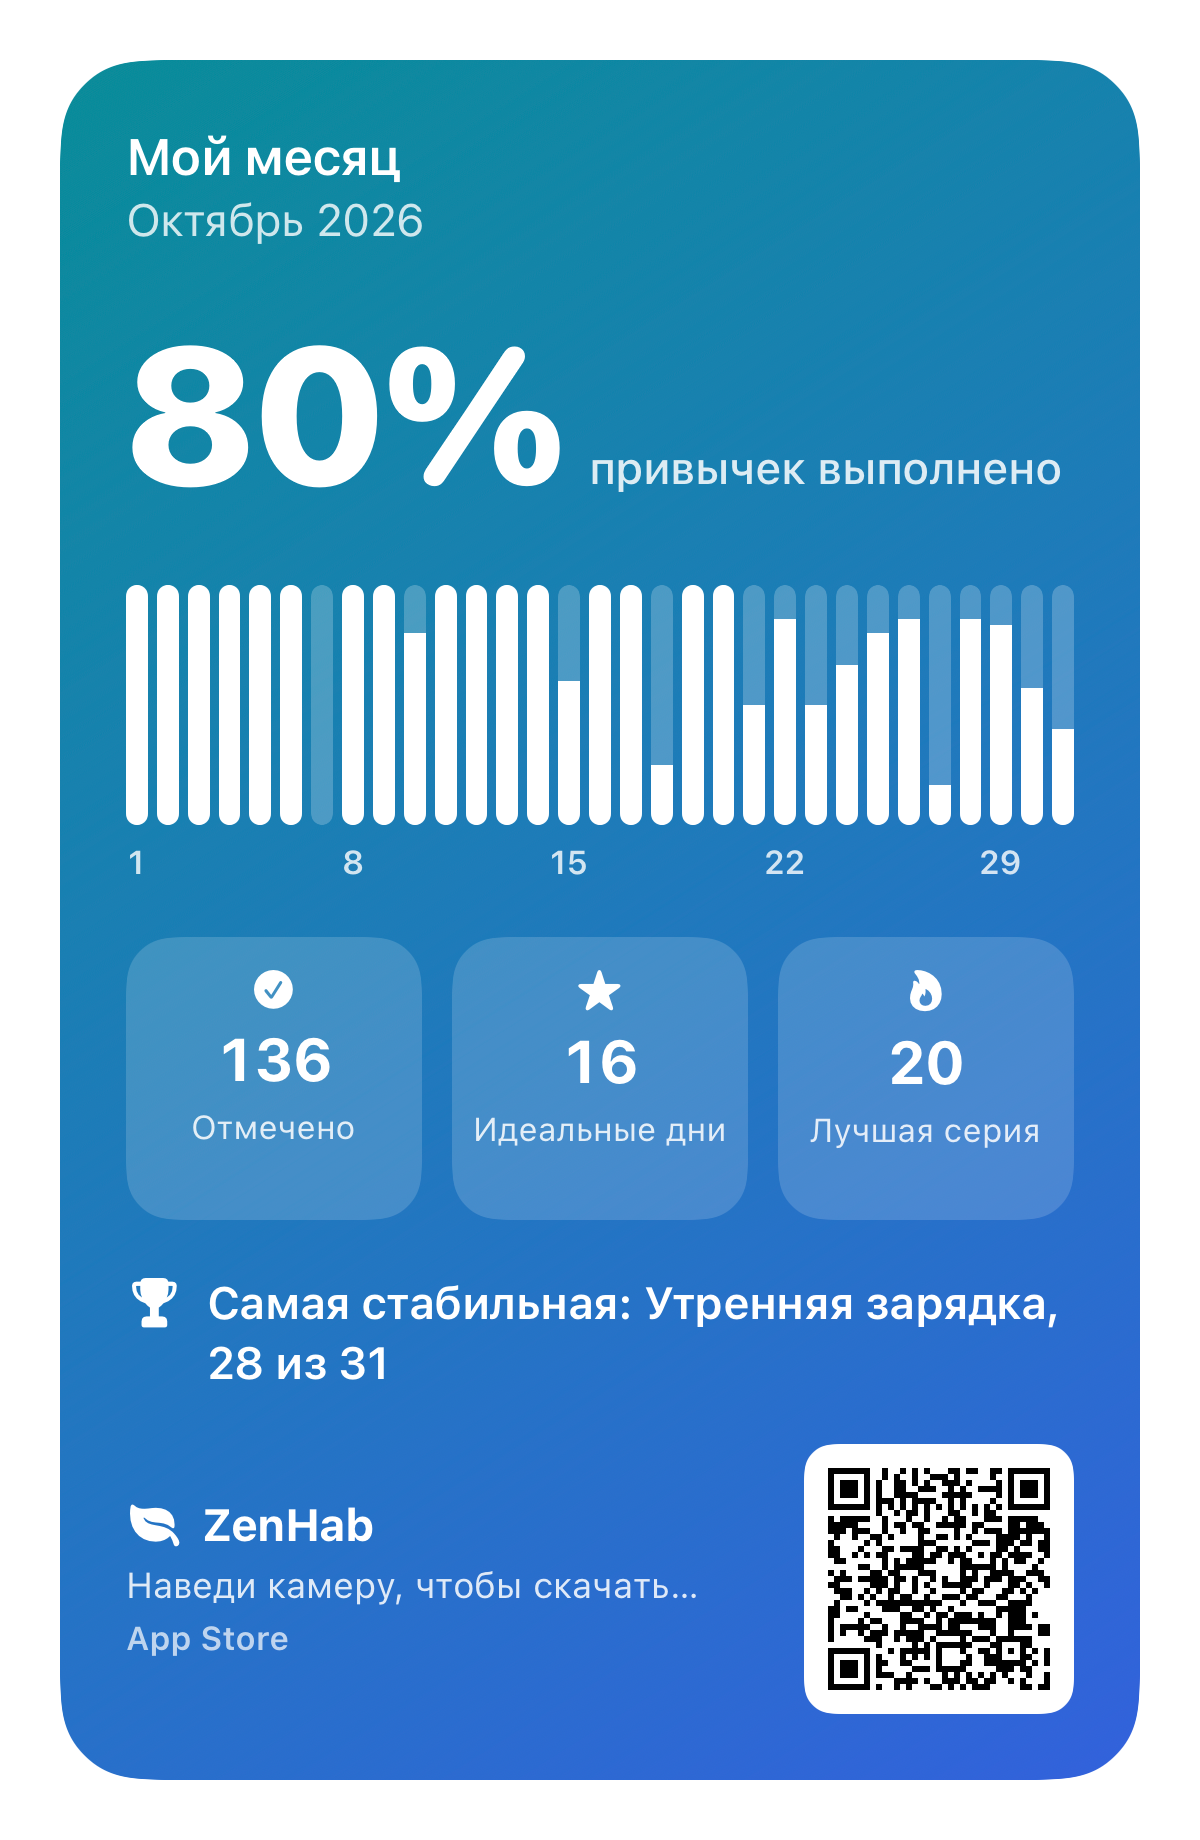 Мой месяц
Октябрь 2026
80% привычек выполнено
1 8 15 22 29
136 16 20
Отмечено Идеальные дни Лучшая серия
Самая стабильная: Утренняя зарядка,
28 из 31
ZenHab
Наведи камеру, чтобы скачать...
App Store